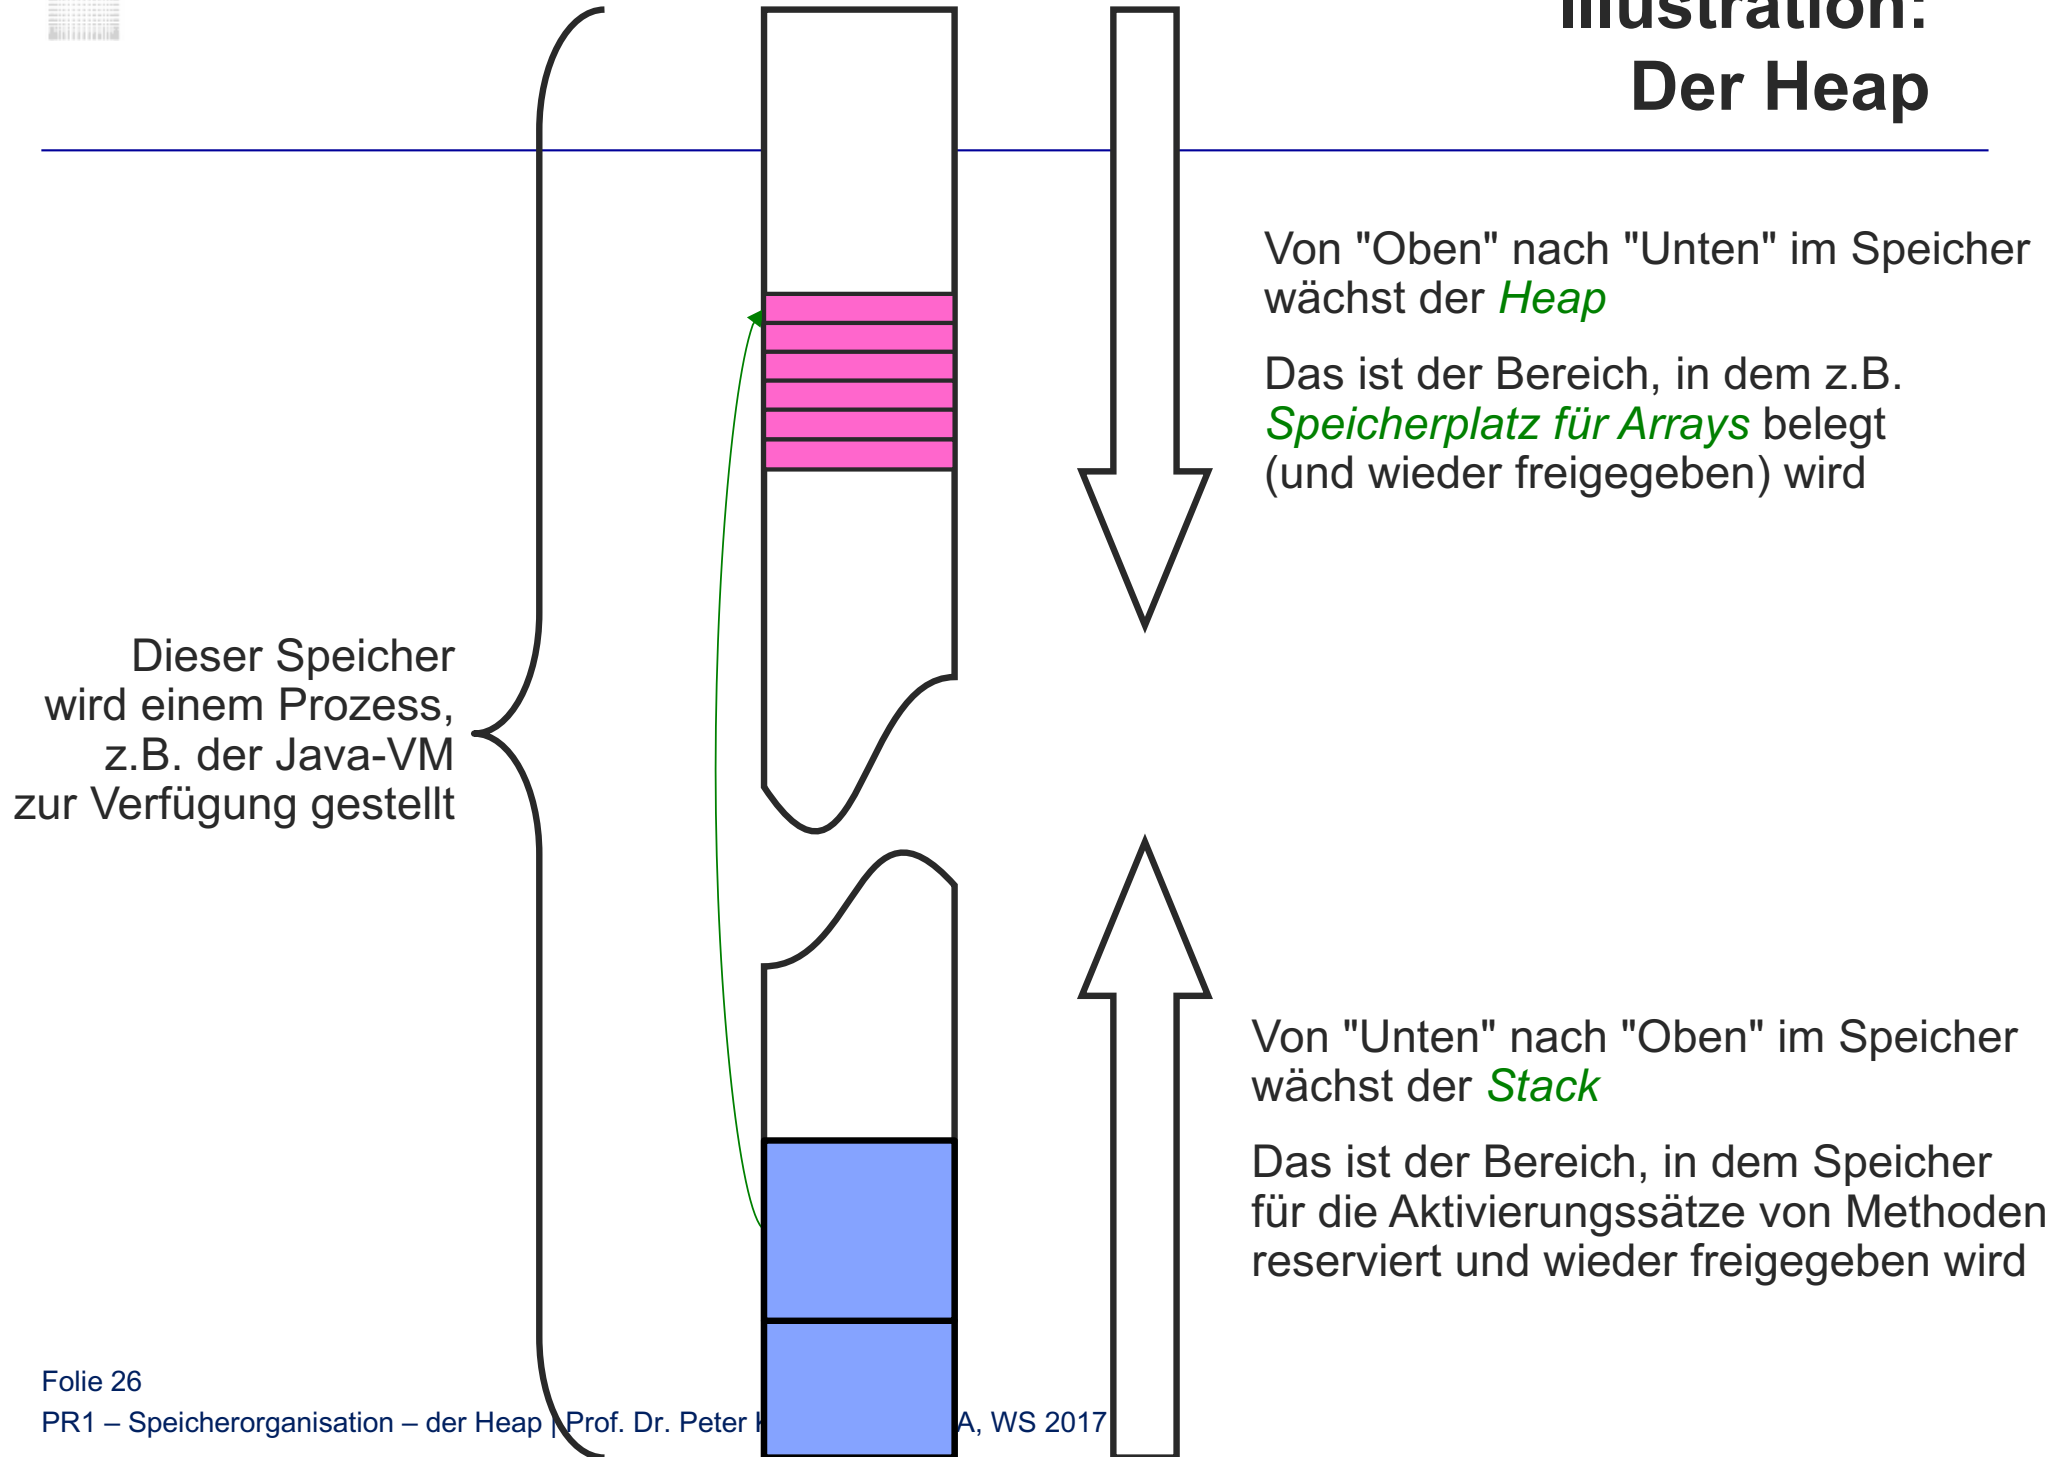 Illustration:
Der Heap
Von "Oben" nach "Unten" im Speicher
wächst der Heap
Das ist der Bereich, in dem z.B.
Speicherplatz für Arrays belegt
(und wieder freigegeben) wird
Dieser Speicher
wird einem Prozess,
z.B. der Java-VM
zur Verfügung gestellt
Von "Unten" nach "Oben" im Speicher
wächst der Stack
Das ist der Bereich, in dem Speicher
für die Aktivierungssätze von Methoden
reserviert und wieder freigegeben wird
Folie 26
PR1 – Speicherorganisation – der Heap | Prof. Dr. Peter A, WS 2017